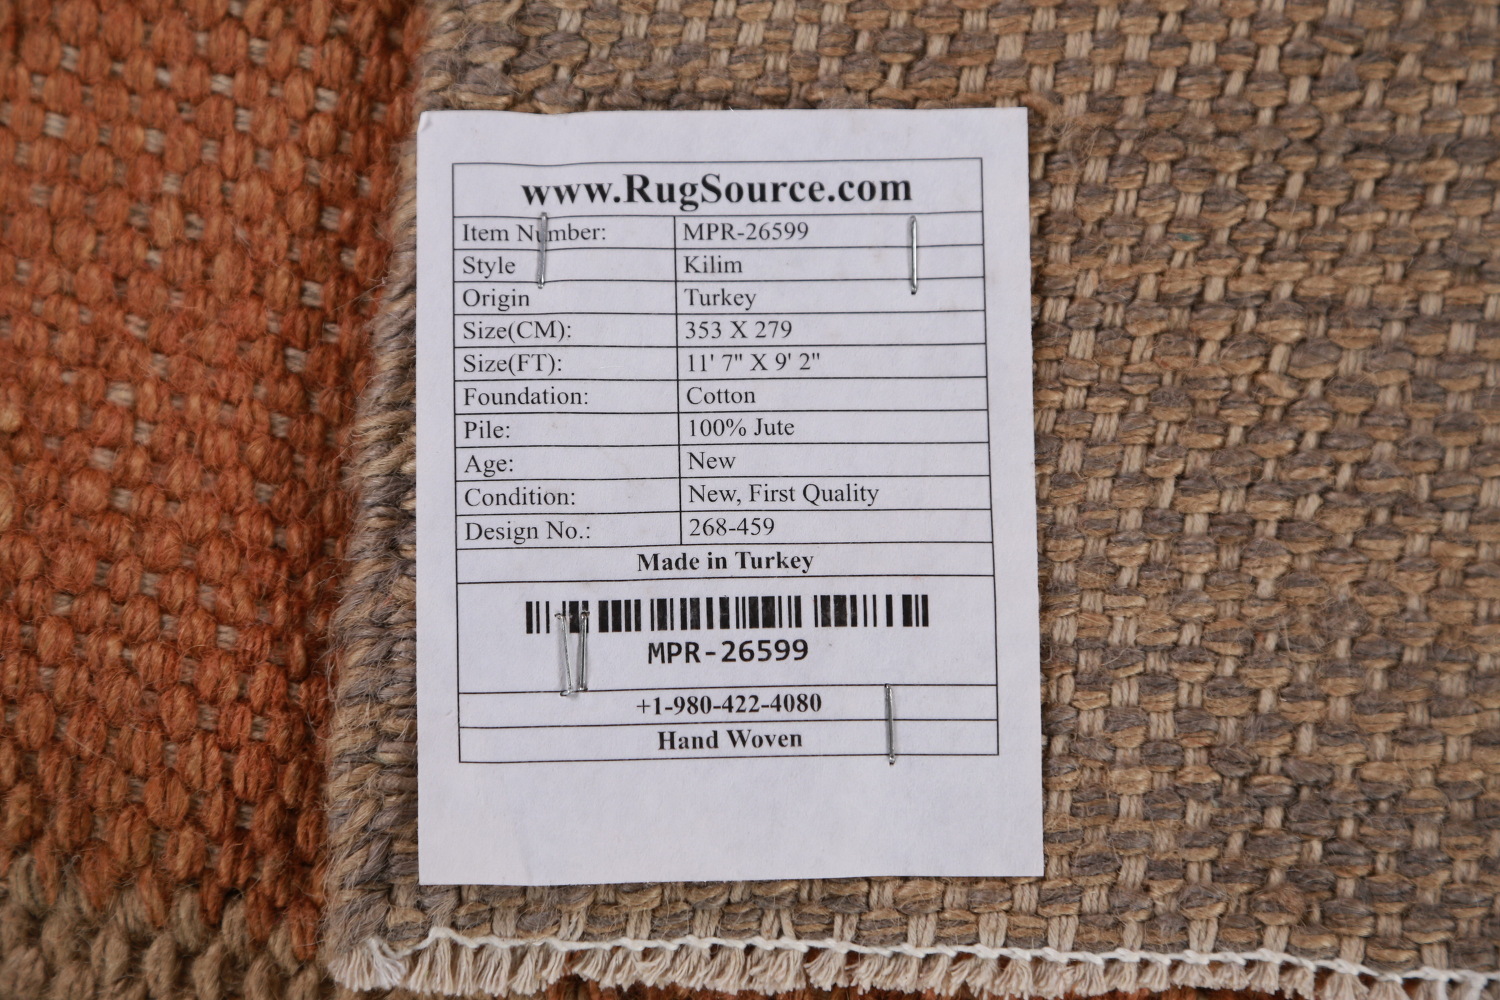 www.RugSource.com
Item Number: MPR-26599
Style Kilim
Origin Turkey
Size(CM): 353 X 279
Size(FT): 11' 7" X 9' 2"
Foundation: Cotton
Pile: 100% Jute
Age: New
Condition: New, First Quality
Design No.: 268-459
Made in Turkey
MPR-26599
+1-980-422-4080
Hand Woven